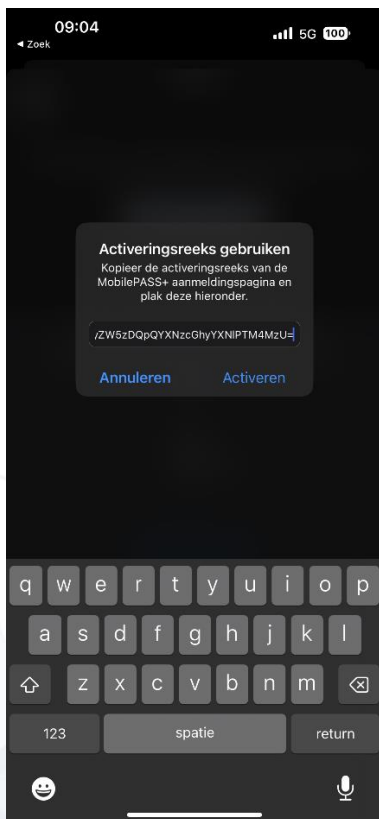 09:04
◄ Zoek
5G 100
Activeringsreeks gebruiken
Kopieer de activeringsreeks van de
MobilePASS+ aanmeldingspagina en
plak deze hieronder.
/ZW5zDQpQYXNzcGhyYXNlPTM4MzU=
Annuleren Activeren
q w e r t y u i o p
a s d f g h j k l
z x c v b n m
123 spatie return